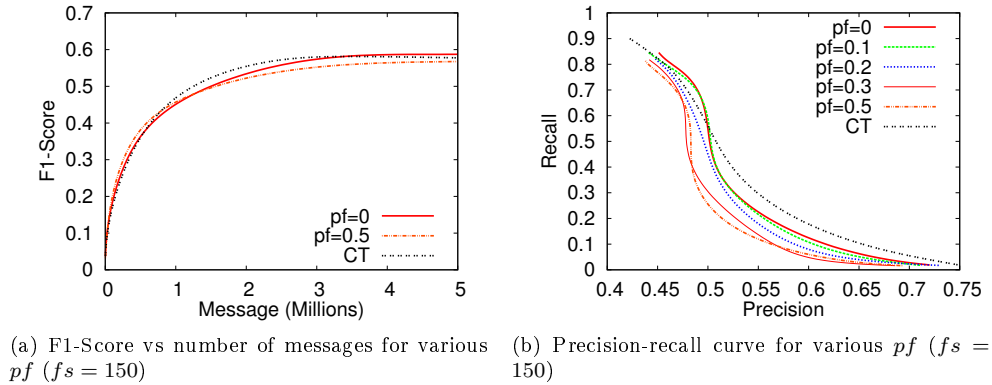 0.7
0.6
0.5
0.4
0.3
0.2
0.1
0
F1-Score
pf=0
pf=0.5
CT
0 1 2 3 4 5
Message (Millions)
(a) F1-Score vs number of messages for various
pf (fs = 150)
1
0.9
0.8
0.7
0.6
0.5
0.4
0.3
0.2
0.1
0
Recall
pf=0
pf=0.1
pf=0.2
pf=0.3
pf=0.5
CT
0.4 0.45 0.5 0.55 0.6 0.65 0.7 0.75
Precision
(b) Precision-recall curve for various pf (fs =
150)